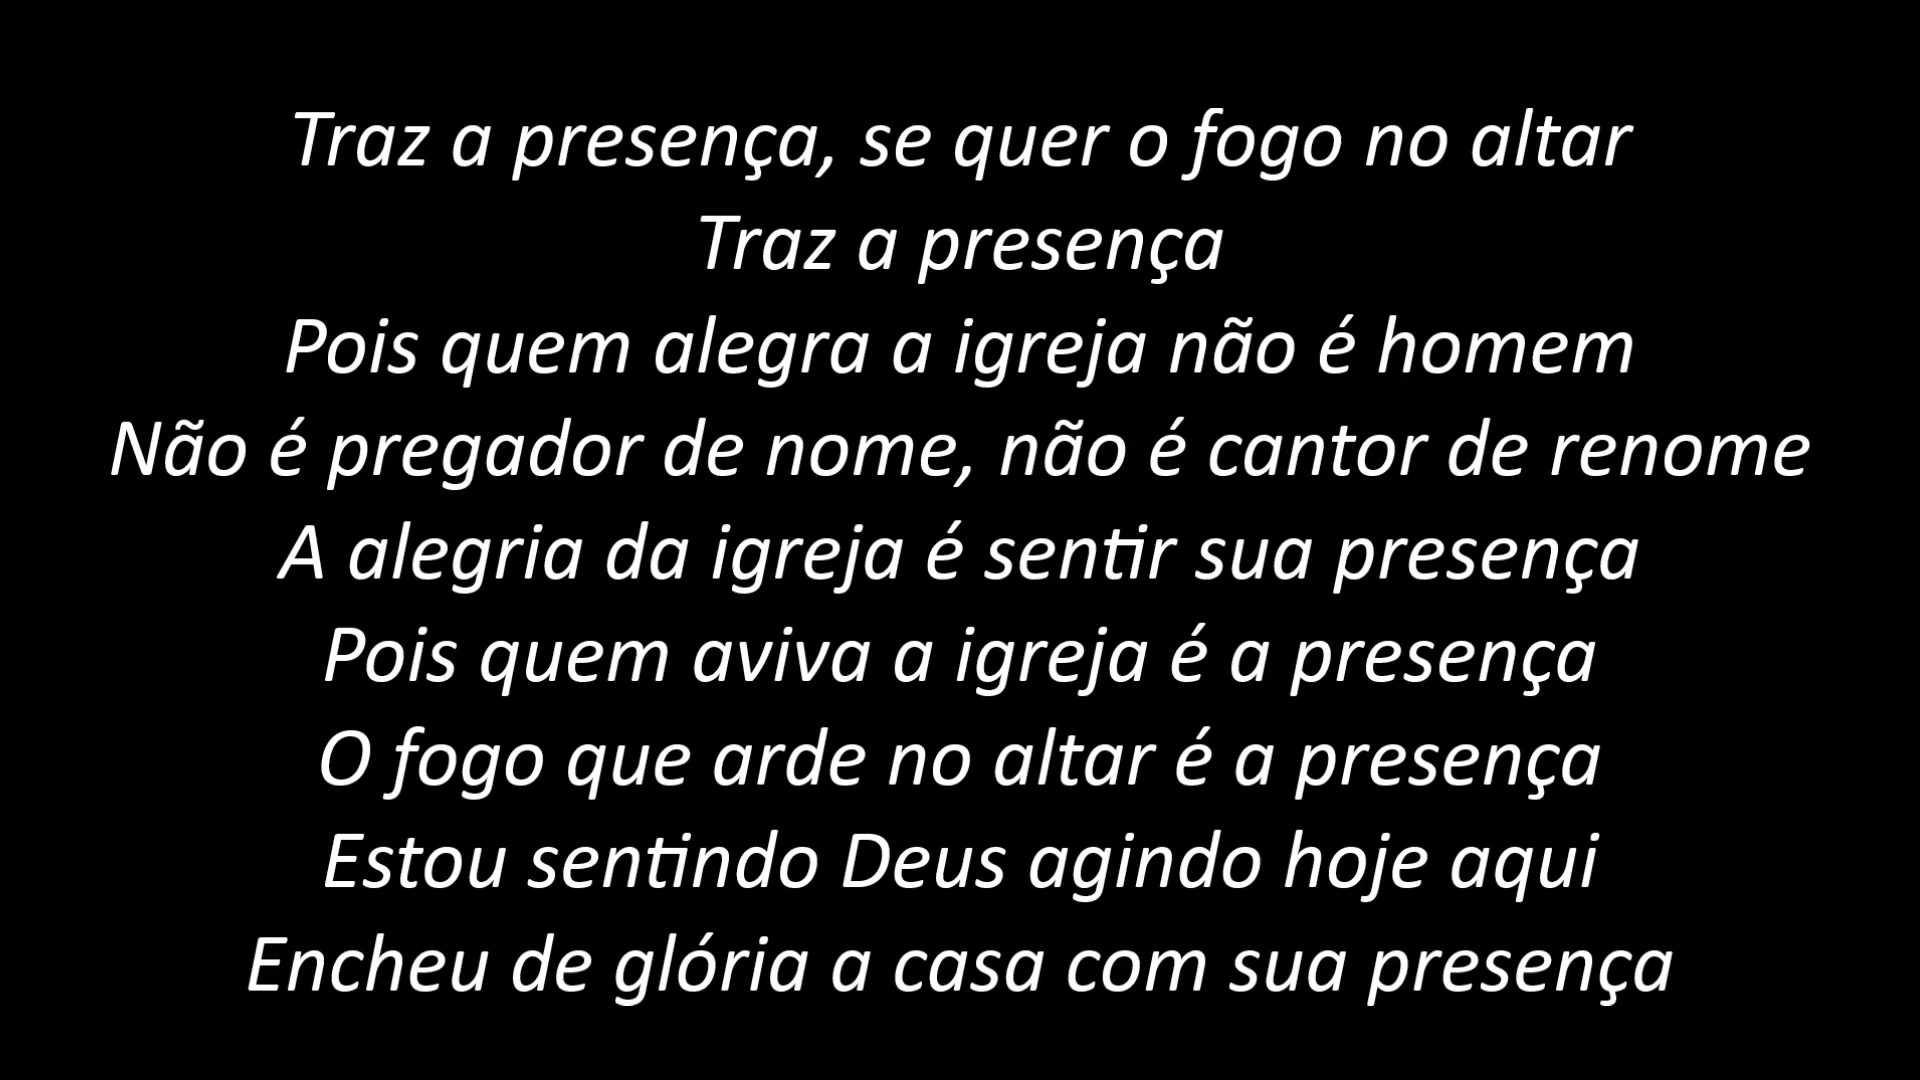 Traz a presença, se quer o fogo no altar
Traz a presença
Pois quem alegra a igreja não é homem
Não é pregador de nome, não é cantor de renome
A alegria da igreja é sentir sua presença
Pois quem aviva a igreja é a presença
O fogo que arde no altar é a presença
Estou sentindo Deus agindo hoje aqui
Encheu de glória a casa com sua presença